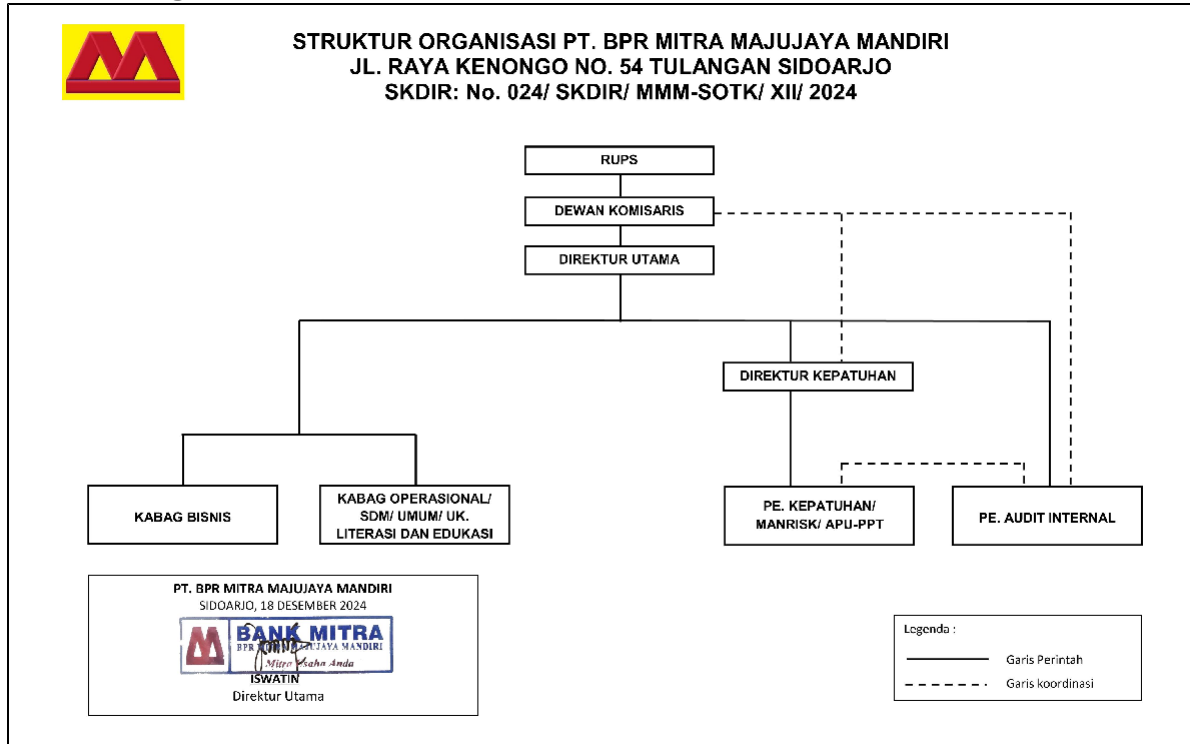 STRUKTUR ORGANISASI PT. BPR MITRA MAJUJAYA MANDIRI
JL. RAYA KENONGO NO. 54 TULANGAN SIDOARJO
SKDIR: No. 024/ SKDIR/ MMM-SOTK/ XII/ 2024
RUPS
DEWAN KOMISARIS
DIREKTUR UTAMA
DIREKTUR KEPATUHAN
KABAG BISNIS
KABAG OPERASIONAL/
SDM/ UMUM/ UK.
LITERASI DAN EDUKASI
PE. KEPATUHAN/
MANRISK/ APU-PPT
PE. AUDIT INTERNAL
PT. BPR MITRA MAJUJAYA MANDIRI
SIDOARJO, 18 DESEMBER 2024
BANK MITRA
BPR MITRA MAJUJAYA MANDIRI
Mitra Usaha Anda
ISWATIN
Direktur Utama
Legenda :
Garis Perintah
Garis koordinasi